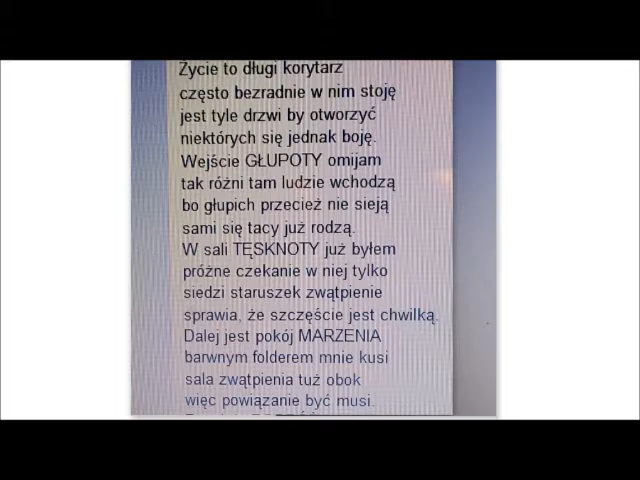 Życie to długi korytarz
często bezradnie w nim stoję
jest tyle drzwi by otworzyć
niektórych się jednak boję.
Wejście GŁUPOTY omijam
tak różni tam ludzie wchodzą
bo głupich przecież nie sieją
sami się tacy już rodzą.
W sali TĘSKNOTY już byłem
próżne czekanie w niej tylko
siedzi staruszek zwątpienie
sprawia, że szczęście jest chwilką.
Dalej jest pokój MARZENIA
barwnym folderem mnie kusi
sala zwątpienia tuż obok
więc powiązanie być musi.